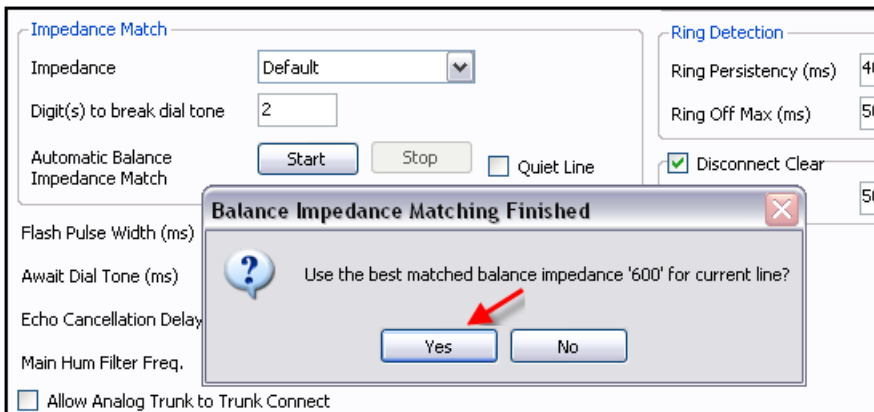 Impedance Match
Impedance
Default
Digit(s) to break dial tone
2
Automatic Balance
Impedance Match
Start
Stop
Quiet Line
Flash Pulse Width (ms)
Await Dial Tone (ms)
Echo Cancellation Delay
Main Hum Filter Freq.
Allow Analog Trunk to Trunk Connect
Ring Detection
Ring Persistency (ms)
Ring Off Max (ms)
Disconnect Clear
Balance Impedance Matching Finished
Use the best matched balance impedance '600' for current line?
Yes
No